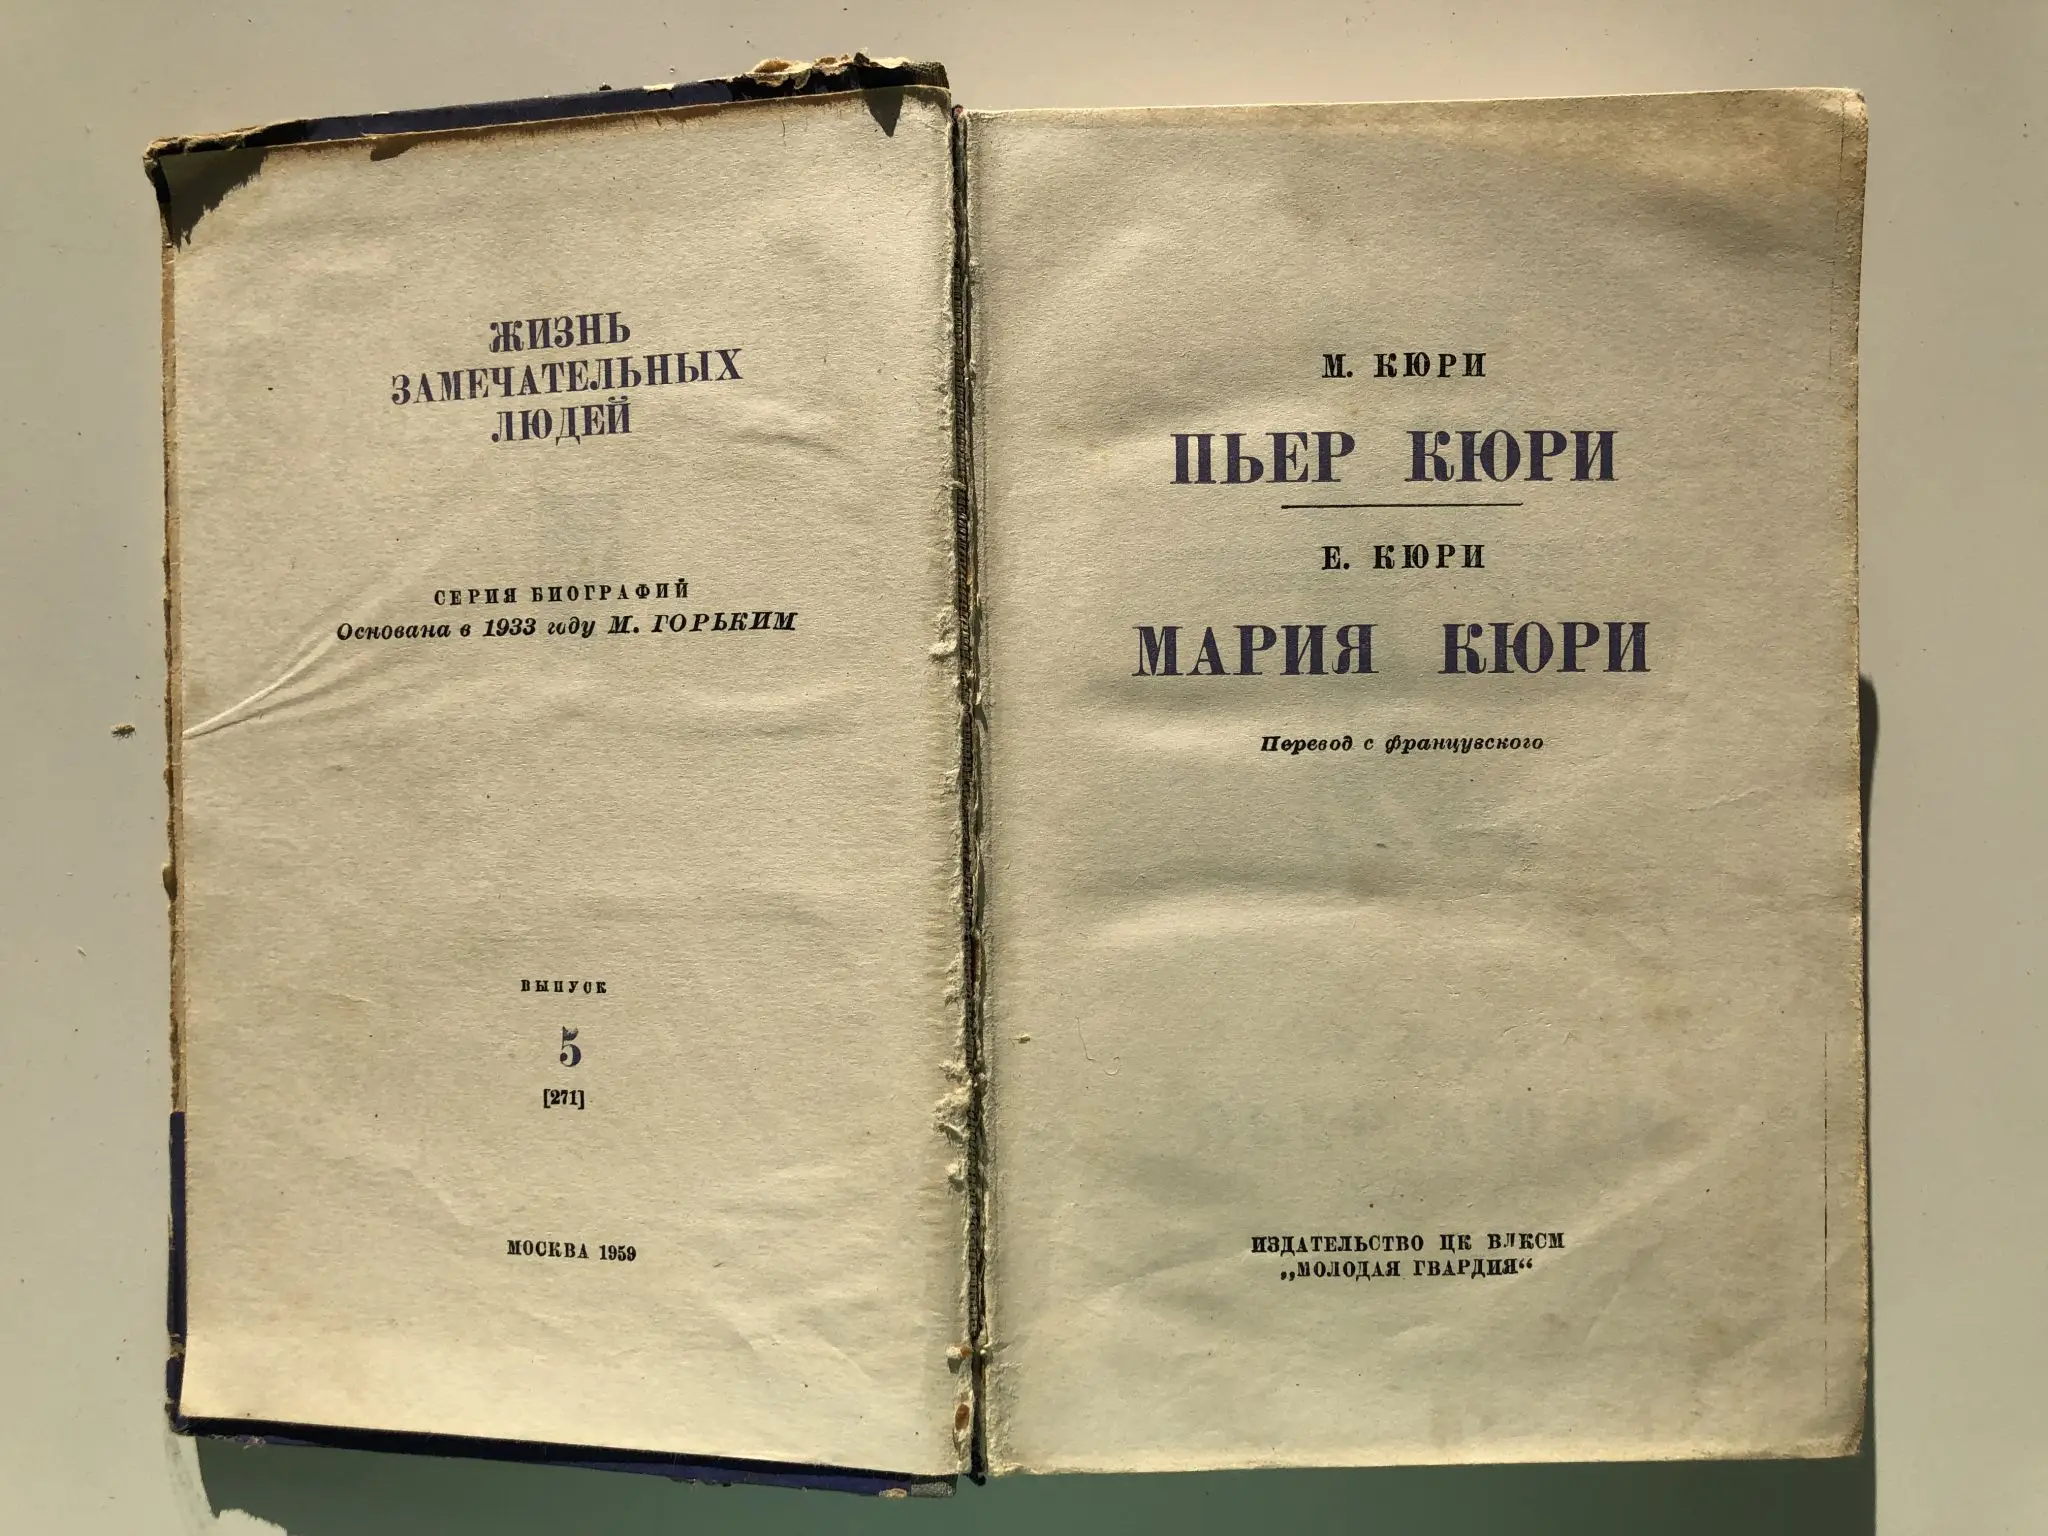 ЖИЗНЬ
ЗАМЕЧАТЕЛЬНЫХ
ЛЮДЕЙ
СЕРИЯ БИОГРАФИЙ
Основана в 1933 году М. ГОРЬКИМ
ВЫПУСК
5
[271]
МОСКВА 1959
М. КЮРИ
ПЬЕР КЮРИ
Е. КЮРИ
МАРИЯ КЮРИ
Перевод с французского
ИЗДАТЕЛЬСТВО ЦК ВЛКСМ
„МОЛОДАЯ ГВАРДИЯ“